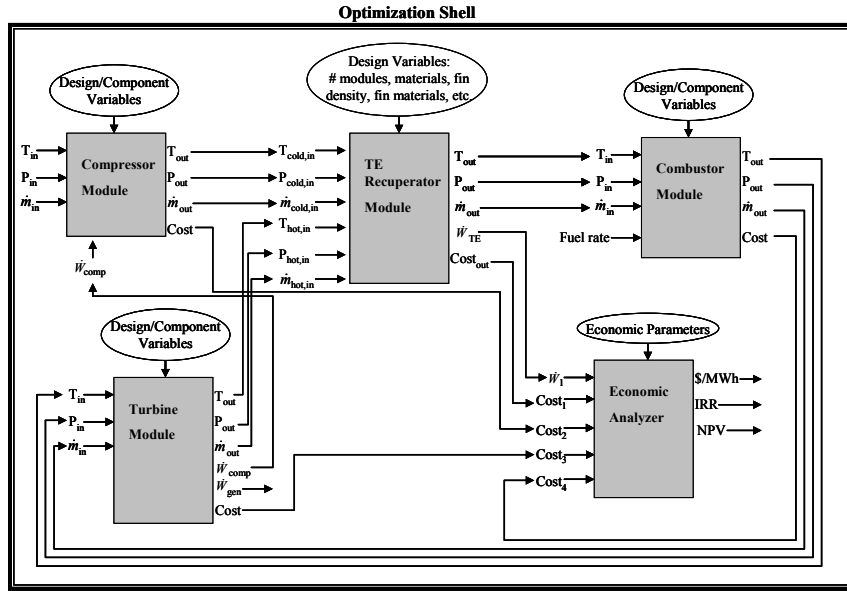 Optimization Shell
Design/Component
Variables
Design Variables:
# modules, materials, fin
density, fin materials, etc
Design/Component
Variables
T_in
P_in
ṁ_in
Compressor
Module
T_out
P_out
ṁ_out
Cost
Ẇ_comp
T_cold,in
P_cold,in
ṁ_cold,in
T_hot,in
P_hot,in
ṁ_hot,in
TE
Recuperator
Module
T_out
P_out
ṁ_out
Ẇ_TE
Cost_out
T_in
P_in
ṁ_in
Fuel rate
Combustor
Module
T_out
P_out
ṁ_out
Cost
Design/Component
Variables
T_in
P_in
ṁ_in
Turbine
Module
T_out
P_out
ṁ_out
Ẇ_comp
Ẇ_gen
Cost
Economic Parameters
Ẇ_1
Cost_1
Cost_2
Cost_3
Cost_4
Economic
Analyzer
$/MWh
IRR
NPV